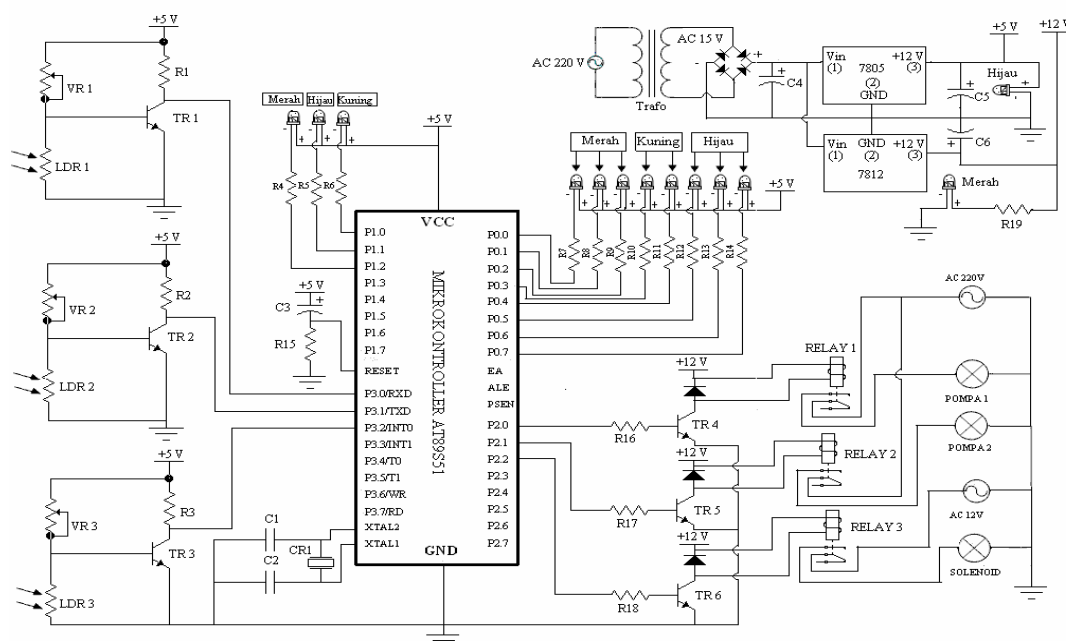 +5 V
VR 1
R1
TR 1
LDR 1
+5 V
VR 2
R2
TR 2
LDR 2
+5 V
VR 3
R3
TR 3
LDR 3
Merah Hijau Kuning
- + - + - +
+5 V
R4 R5 R6
+5 V
C3 +
R15
C1
C2
CR1
VCC
MIKROKONTROLLER AT89S51
GND
P1.0
P1.1
P1.2
P1.3
P1.4
P1.5
P1.6
P1.7
RESET
P3.0/RXD
P3.1/TXD
P3.2/INT0
P3.3/INT1
P3.4/T0
P3.5/T1
P3.6/WR
P3.7/RD
XTAL2
XTAL1
P0.0
P0.1
P0.2
P0.3
P0.4
P0.5
P0.6
P0.7
EA
ALE
PSEN
P2.0
P2.1
P2.2
P2.3
P2.4
P2.5
P2.6
P2.7
AC 220 V
Trafo
AC 15 V
- +
+
C4
Vin
(1)
7805
(2)
GND
+12 V
(3)
Vin
(1)
GND
(2)
7812
+12 V
(3)
+
C5
+
C6
+5 V
+12 V
Hijau
- +
Merah
- +
R19
Merah Kuning Hijau
- + - + - + - + - + - + - +
+5 V
R7 R8 R9 R10 R11 R12 R13 R14
+12 V
R16
TR 4
RELAY 1
+12 V
R17
TR 5
RELAY 2
+12 V
R18
TR 6
RELAY 3
AC 220V
POMPA 1
POMPA 2
AC 12V
SOLENOID